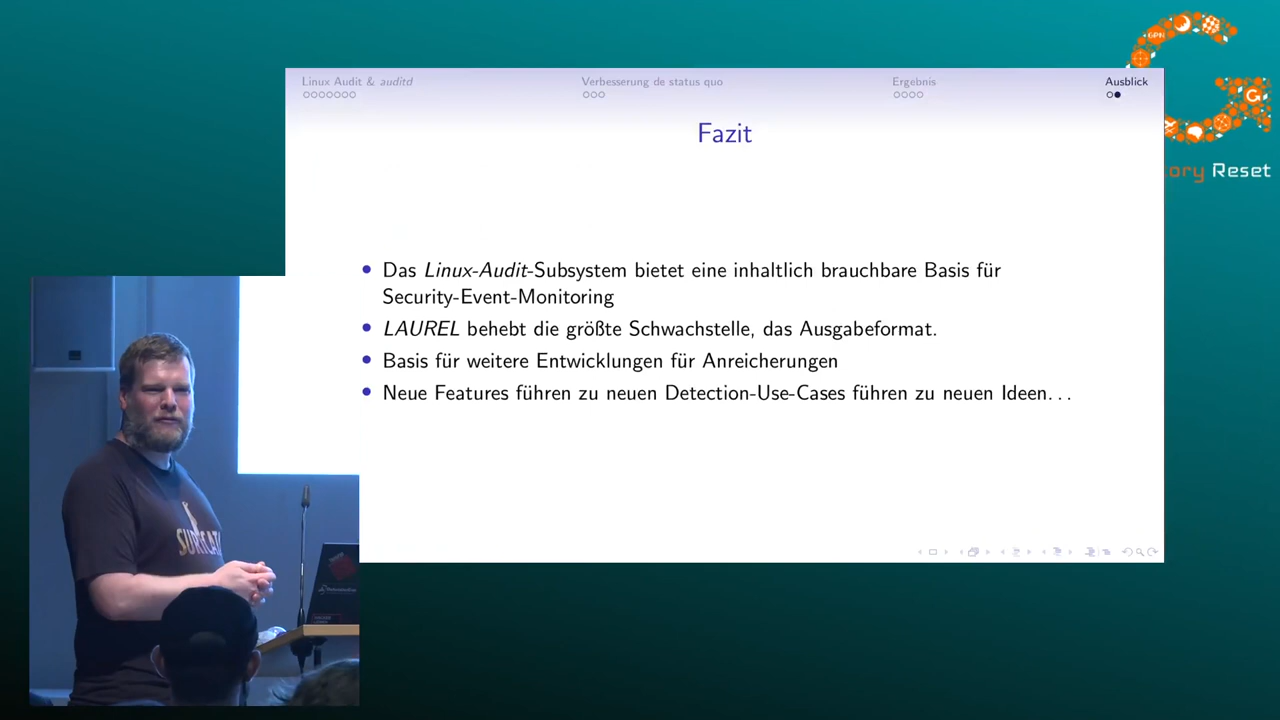 Linux Audit & auditd
Verbesserung de status quo
Ergebnis
Ausblick
Fazit
Das Linux-Audit-Subsystem bietet eine inhaltlich brauchbare Basis für
Security-Event-Monitoring
LAUREL behebt die größte Schwachstelle, das Ausgabeformat.
Basis für weitere Entwicklungen für Anreicherungen
Neue Features führen zu neuen Detection-Use-Cases führen zu neuen Ideen...
ory Reset
GPN